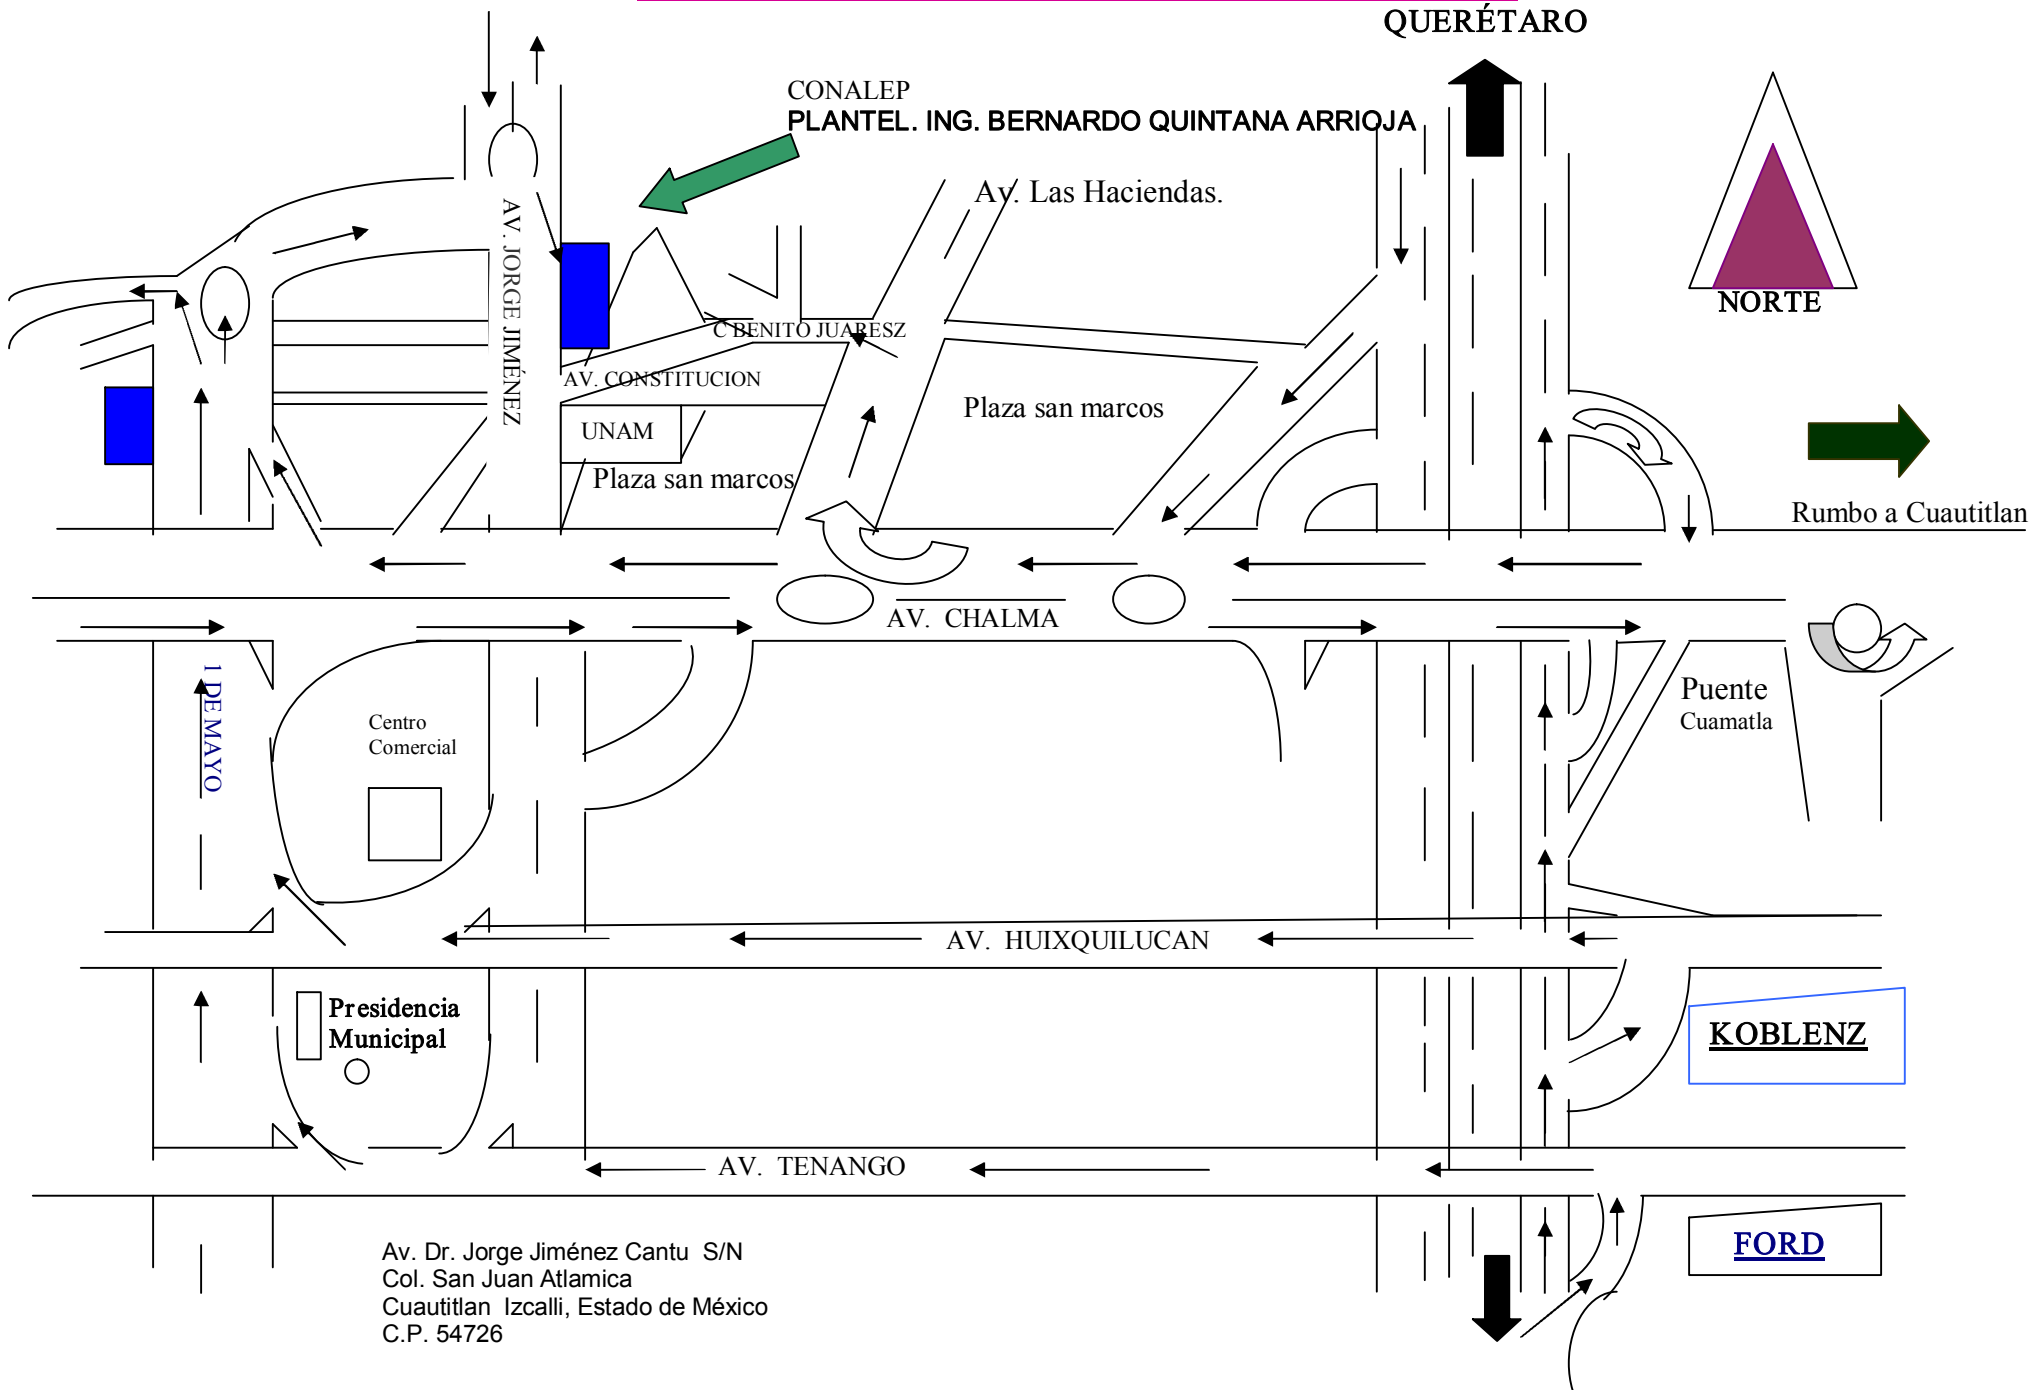 QUERÉTARO
CONALEP
PLANTEL. ING. BERNARDO QUINTANA ARRIOJA
Av. Las Haciendas.
NORTE
AV. JORGE JIMÉNEZ
C BENITO JUARESZ
AV. CONSTITUCION
Plaza san marcos
UNAM
Plaza san marcos
Rumbo a Cuautitlan
AV. CHALMA
1 DE MAYO
Puente
Cuamatla
Centro
Comercial
AV. HUIXQUILUCAN
Presidencia
Municipal
KOBLENZ
AV. TENANGO
FORD
Av. Dr. Jorge Jiménez Cantu S/N
Col. San Juan Atlamica
Cuautitlan Izcalli, Estado de México
C.P. 54726